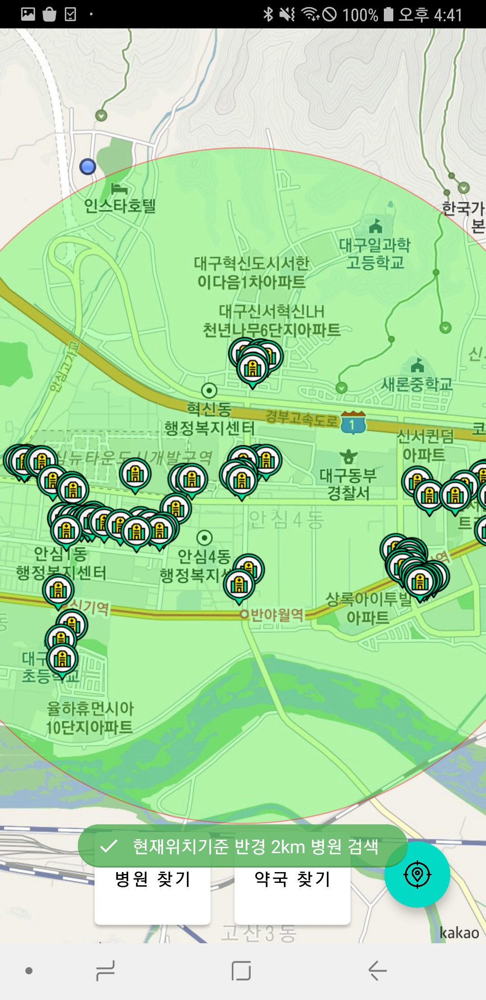 100% 오후 4:41
인스타호텔
한국가
본
대구일과학
고등학교
대구혁신도시서한
이다음1차아파트
대구신서혁신LH
천년나무6단지아파트
신서
안심고가교
새론중학교
혁신동
행정복지센터
경부고속도로
1
신서퀸덤
아파트
코
심뉴타운도시개발구역
대구동부
경찰서
안심4동
트
안심1동
행정복지센터
안심4동
행정복지센
역
신기역
반야월역
상록아이투빌
아파트
동
대구
초등학교
율하휴먼시아
10단지아파트
현재위치기준 반경 2km 병원 검색
병원 찾기
약국 찾기
고산3동
kakao